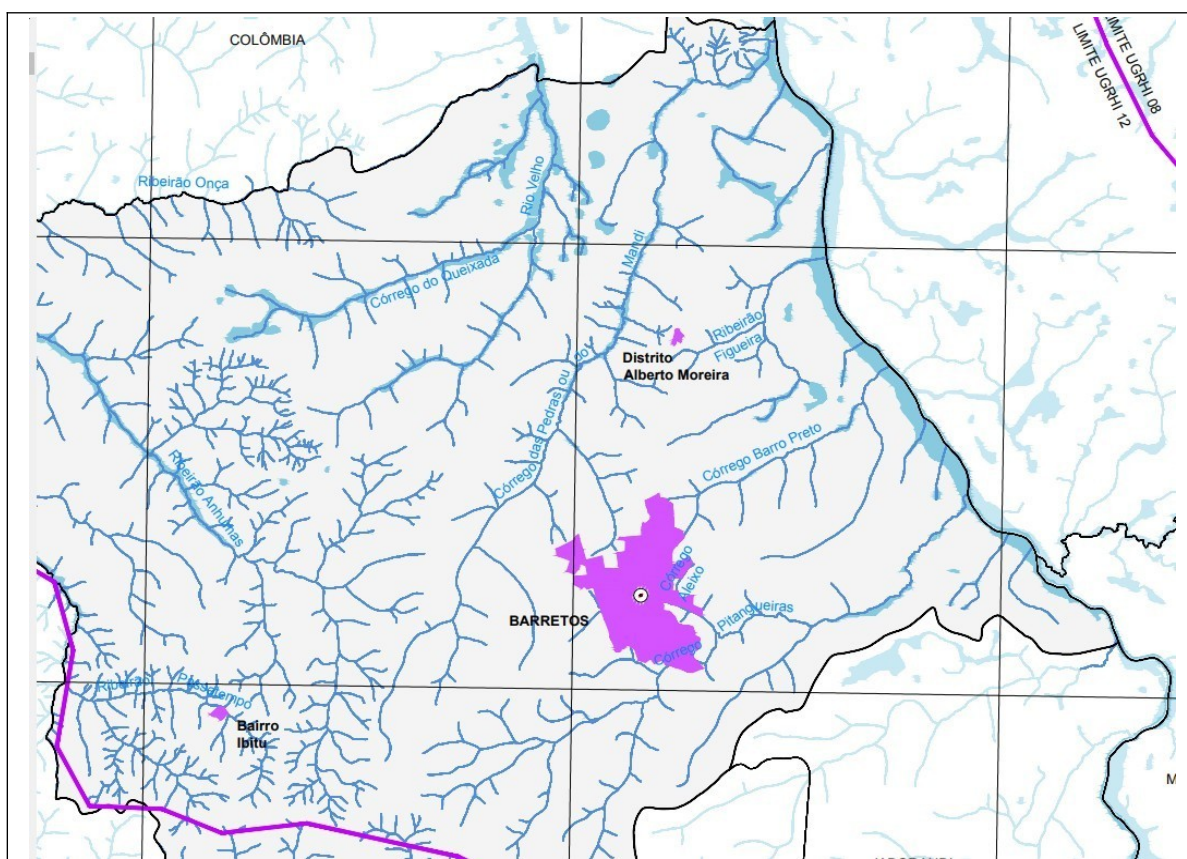 COLÔMBIA
LIMITE UGRHI 08
LIMITE UGRHI 12
Ribeirão Onça
Rio Velho
Mandi
Córrego do Queixada
Ribeirão
Figueira
Distrito
Alberto Moreira
Córrego das Pedras ou do
Córrego Barro Preto
Ribeirão Anhumas
Córrego
Aleixo
Pitangueiras
BARRETOS
Córrego
Ribeirão
Passatempo
Bairro
Ibitu
M